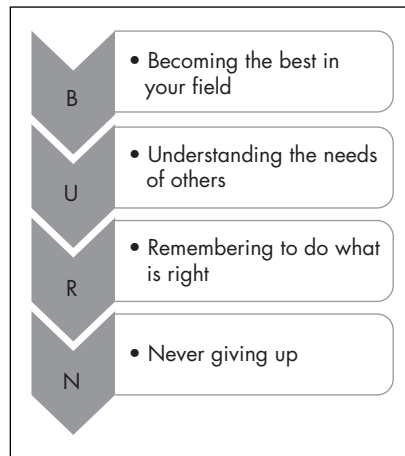 B
• Becoming the best in
your field
U
• Understanding the needs
of others
R
• Remembering to do what
is right
N
• Never giving up